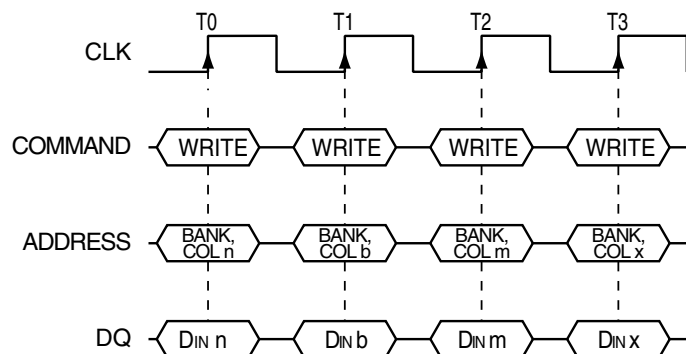 T0 T1 T2 T3
CLK
COMMAND WRITE WRITE WRITE WRITE
ADDRESS BANK, COL n BANK, COL b BANK, COL m BANK, COL x
DQ DIN n DIN b DIN m DIN x